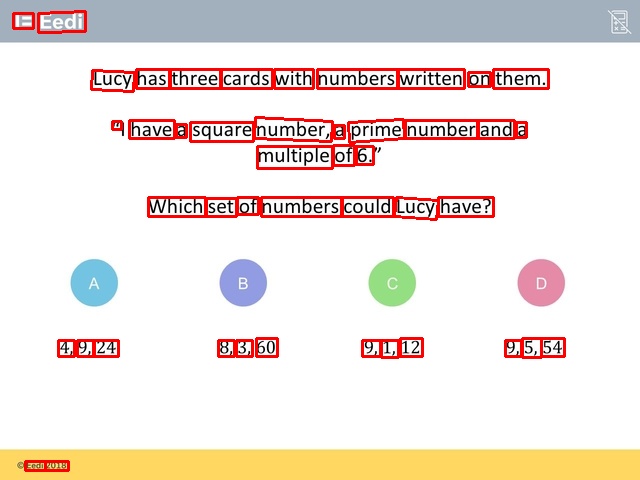 Eedi
Lucy has three cards with numbers written on them.
“I have a square number, a prime number and a
multiple of 6.”
Which set of numbers could Lucy have?
A B C D
4, 9, 24 8, 3, 60 9, 1, 12 9, 5, 54
© Eedi 2018